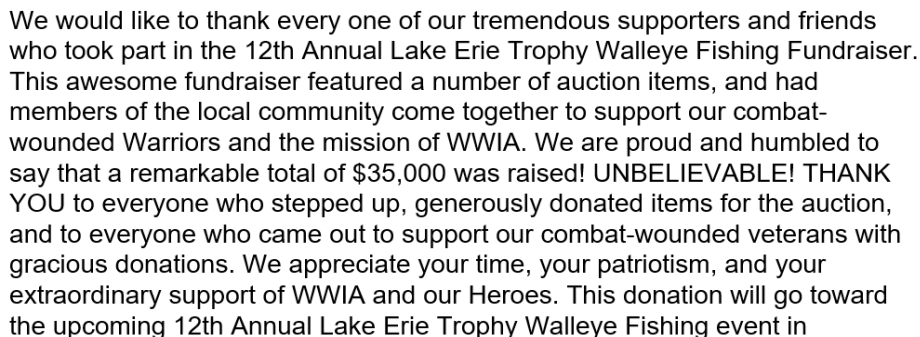 We would like to thank every one of our tremendous supporters and friends
who took part in the 12th Annual Lake Erie Trophy Walleye Fishing Fundraiser.
This awesome fundraiser featured a number of auction items, and had
members of the local community come together to support our combat-
wounded Warriors and the mission of WWIA. We are proud and humbled to
say that a remarkable total of $35,000 was raised! UNBELIEVABLE! THANK
YOU to everyone who stepped up, generously donated items for the auction,
and to everyone who came out to support our combat-wounded veterans with
gracious donations. We appreciate your time, your patriotism, and your
extraordinary support of WWIA and our Heroes. This donation will go toward
the upcoming 12th Annual Lake Erie Trophy Walleye Fishing event in